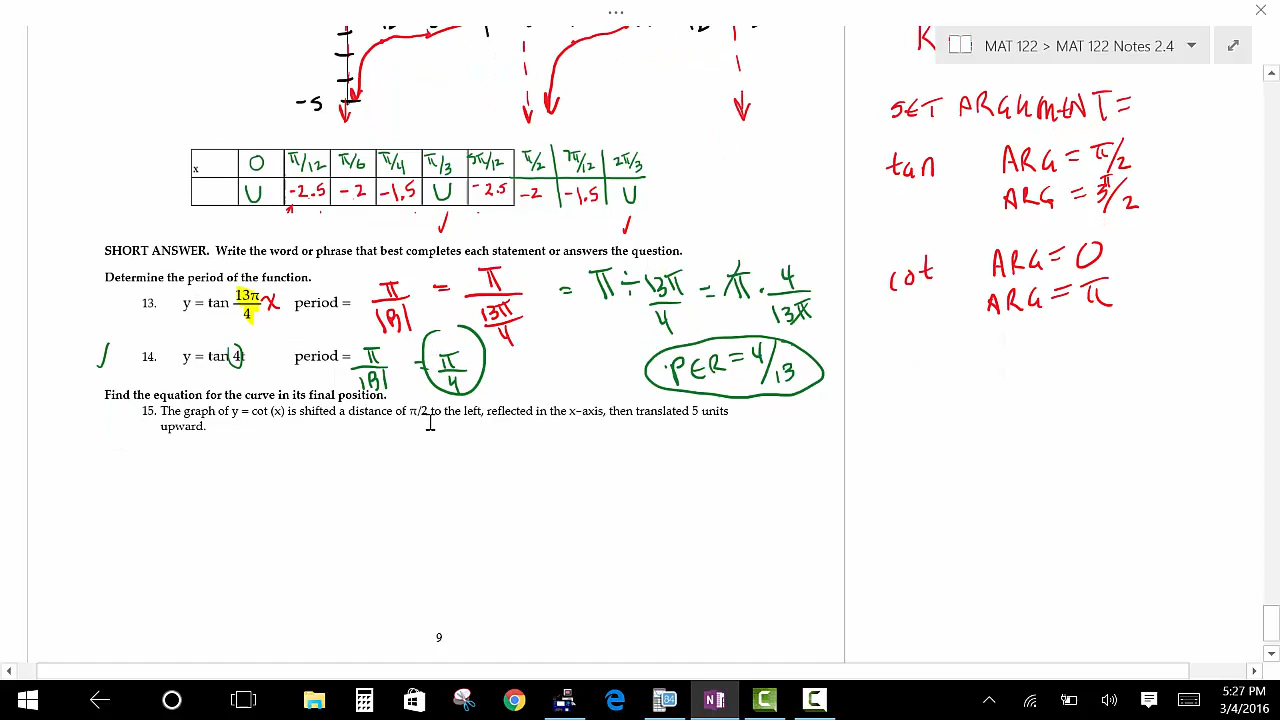 MAT 122 > MAT 122 Notes 2.4
-5
SET ARGUMENT =
tan ARG = π/2
ARG = 3π/2
cot ARG = 0
ARG = π
x 0 π/12 π/6 π/4 π/3 5π/12 π/2 7π/12 2π/3
U -2.5 -2 -1.5 U -2.5 -2 -1.5 U
SHORT ANSWER. Write the word or phrase that best completes each statement or answers the question.
Determine the period of the function.
13. y = tan 13π/4 x period = π/|B| = π/(13π/4) = π ÷ 13π/4 = π · 4/13π
PER = 4/13
14. y = tan 4t period = π/|B| = π/4
Find the equation for the curve in its final position.
15. The graph of y = cot (x) is shifted a distance of π/2 to the left, reflected in the x-axis, then translated 5 units
upward.
9
5:27 PM
3/4/2016